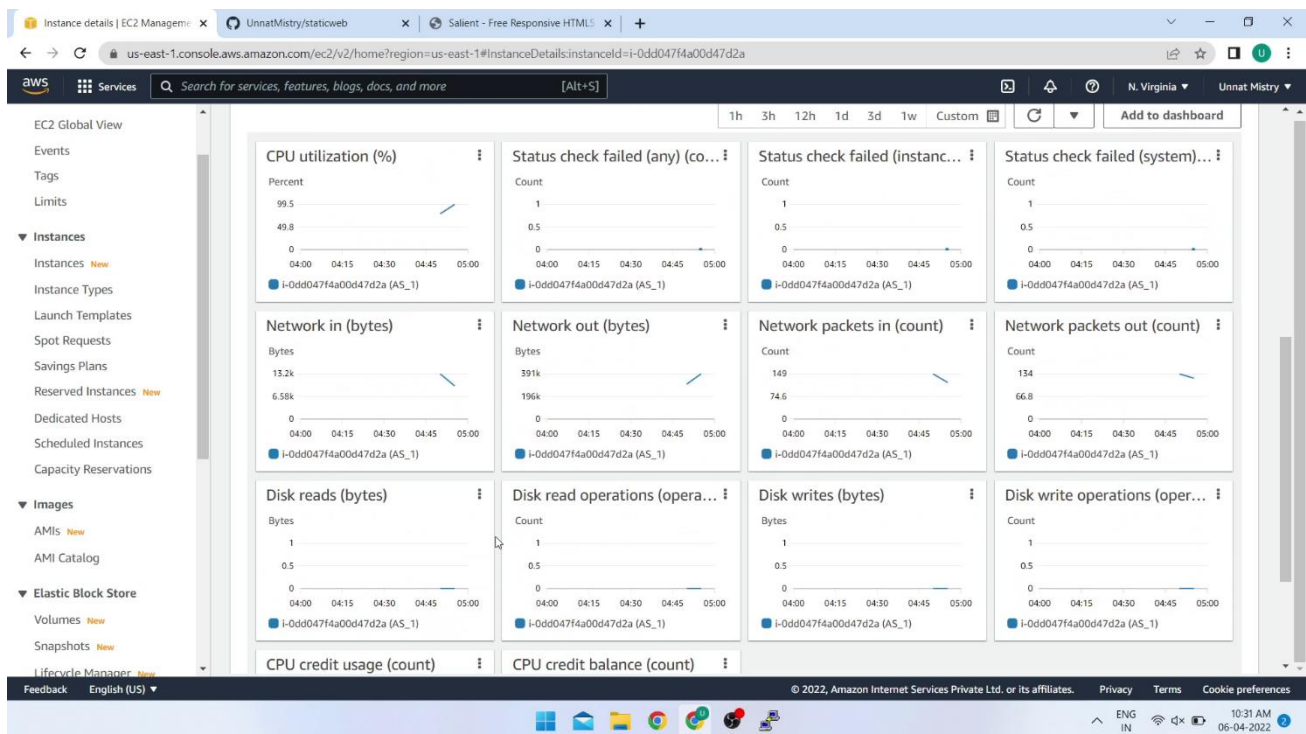 Instance details | EC2 Manageme
UnnatMistry/staticweb
Salient - Free Responsive HTML5
us-east-1.console.aws.amazon.com/ec2/v2/home?region=us-east-1#InstanceDetails:instanceId=i-0dd047f4a00d47d2a
U
aws Services Search for services, features, blogs, docs, and more [Alt+S] N. Virginia ▼ Unnat Mistry ▼
EC2 Global View
Events
Tags
Limits
Instances
Instances New
Instance Types
Launch Templates
Spot Requests
Savings Plans
Reserved Instances New
Dedicated Hosts
Scheduled Instances
Capacity Reservations
Images
AMIs New
AMI Catalog
Elastic Block Store
Volumes New
Snapshots New
Lifecycle Manager New
1h 3h 12h 1d 3d 1w Custom Add to dashboard
CPU utilization (%)
Percent
99.5
49.8
0
04:00 04:15 04:30 04:45 05:00
i-0dd047f4a00d47d2a (AS_1)
Status check failed (any) (co...
Count
1
0.5
0
04:00 04:15 04:30 04:45 05:00
i-0dd047f4a00d47d2a (AS_1)
Status check failed (instanc...
Count
1
0.5
0
04:00 04:15 04:30 04:45 05:00
i-0dd047f4a00d47d2a (AS_1)
Status check failed (system)...
Count
1
0.5
0
04:00 04:15 04:30 04:45 05:00
i-0dd047f4a00d47d2a (AS_1)
Network in (bytes)
Bytes
13.2k
6.58k
0
04:00 04:15 04:30 04:45 05:00
i-0dd047f4a00d47d2a (AS_1)
Network out (bytes)
Bytes
391k
196k
0
04:00 04:15 04:30 04:45 05:00
i-0dd047f4a00d47d2a (AS_1)
Network packets in (count)
Count
149
74.6
0
04:00 04:15 04:30 04:45 05:00
i-0dd047f4a00d47d2a (AS_1)
Network packets out (count)
Count
134
66.8
0
04:00 04:15 04:30 04:45 05:00
i-0dd047f4a00d47d2a (AS_1)
Disk reads (bytes)
Bytes
1
0.5
0
04:00 04:15 04:30 04:45 05:00
i-0dd047f4a00d47d2a (AS_1)
Disk read operations (opera...
Count
1
0.5
0
04:00 04:15 04:30 04:45 05:00
i-0dd047f4a00d47d2a (AS_1)
Disk writes (bytes)
Bytes
1
0.5
0
04:00 04:15 04:30 04:45 05:00
i-0dd047f4a00d47d2a (AS_1)
Disk write operations (oper...
Count
1
0.5
0
04:00 04:15 04:30 04:45 05:00
i-0dd047f4a00d47d2a (AS_1)
CPU credit usage (count)
CPU credit balance (count)
Feedback English (US) ▼ © 2022, Amazon Internet Services Private Ltd. or its affiliates. Privacy Terms Cookie preferences
U
ENG
IN
10:31 AM
06-04-2022
2